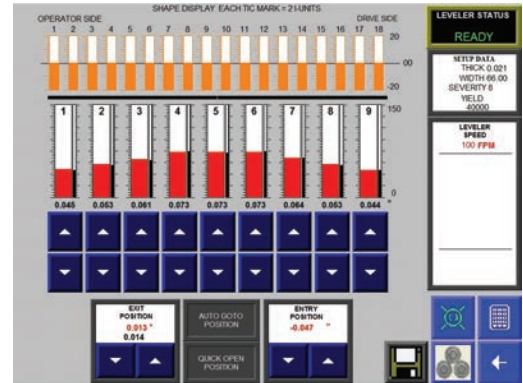 SHAPE DISPLAY EACH TIC MARK = 2 I-UNITS
OPERATOR SIDE
DRIVE SIDE
1 2 3 4 5 6 7 8 9 10 11 12 13 14 15 16 17 18
20
00
-20
1 2 3 4 5 6 7 8 9
150
0
0.045 0.053 0.061 0.073 0.073 0.073 0.064 0.053 0.044 "
EXIT
POSITION
0.013 "
0.014
AUTO GOTO
POSITION
QUICK OPEN
POSITION
ENTRY
POSITION
-0.047 "
LEVELER STATUS
READY
SETUP DATA
THICK 0.021
WIDTH 66.00
SEVERITY 8
YIELD
40000
LEVELER
SPEED
100 FPM